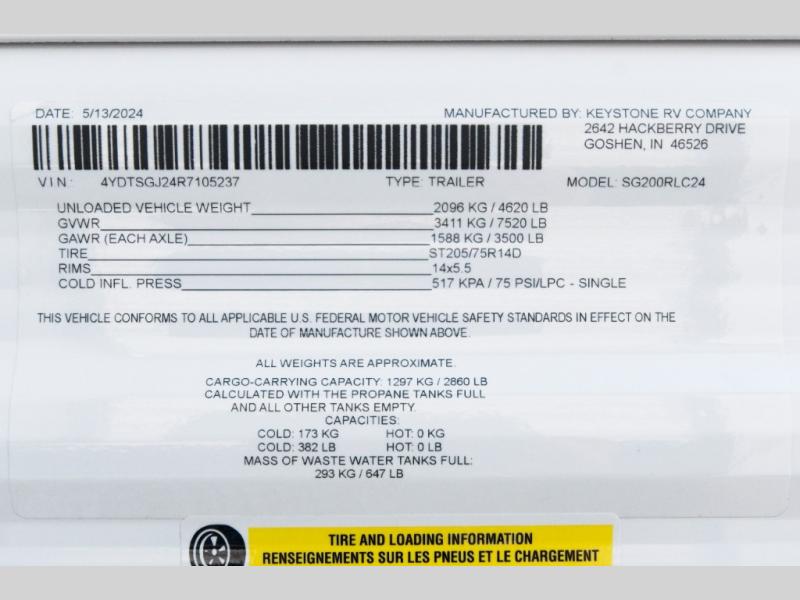 DATE: 5/13/2024 MANUFACTURED BY: KEYSTONE RV COMPANY
2642 HACKBERRY DRIVE
GOSHEN, IN 46526
VIN: 4YDTSGJ24R7105237 TYPE: TRAILER MODEL: SG200RLC24
UNLOADED VEHICLE WEIGHT 2096 KG / 4620 LB
GVWR 3411 KG / 7520 LB
GAWR (EACH AXLE) 1588 KG / 3500 LB
TIRE ST205/75R14D
RIMS 14x5.5
COLD INFL. PRESS 517 KPA / 75 PSI/LPC - SINGLE
THIS VEHICLE CONFORMS TO ALL APPLICABLE U.S. FEDERAL MOTOR VEHICLE SAFETY STANDARDS IN EFFECT ON THE
DATE OF MANUFACTURE SHOWN ABOVE.
ALL WEIGHTS ARE APPROXIMATE.
CARGO-CARRYING CAPACITY: 1297 KG / 2860 LB
CALCULATED WITH THE PROPANE TANKS FULL
AND ALL OTHER TANKS EMPTY.
CAPACITIES:
COLD: 173 KG HOT: 0 KG
COLD: 382 LB HOT: 0 LB
MASS OF WASTE WATER TANKS FULL:
293 KG / 647 LB
TIRE AND LOADING INFORMATION
RENSEIGNEMENTS SUR LES PNEUS ET LE CHARGEMENT